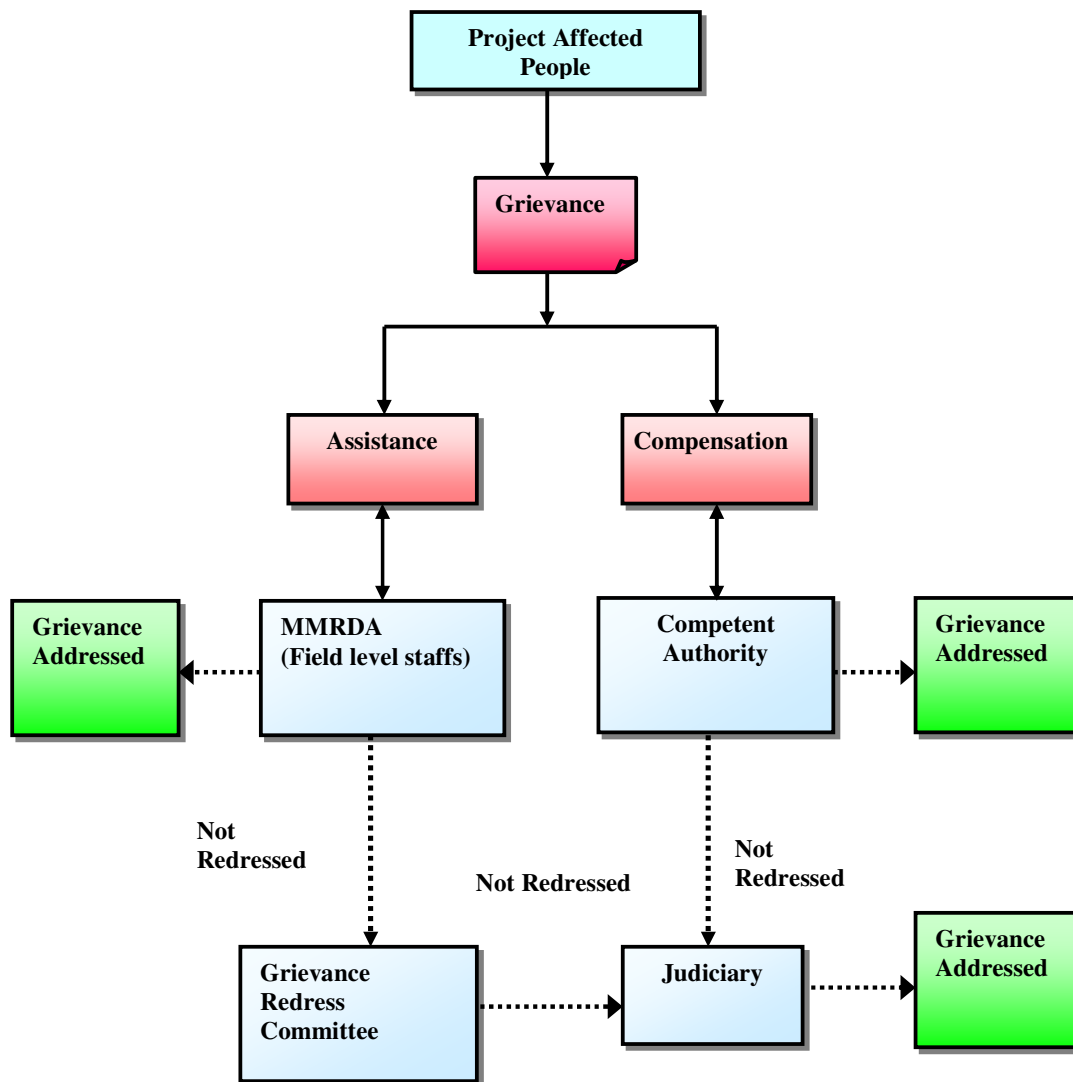 Project Affected
People
Grievance
Assistance
Compensation
Grievance
Addressed
MMRDA
(Field level staffs)
Competent
Authority
Grievance
Addressed
Not
Redressed
Not Redressed
Not
Redressed
Grievance
Redress
Committee
Judiciary
Grievance
Addressed